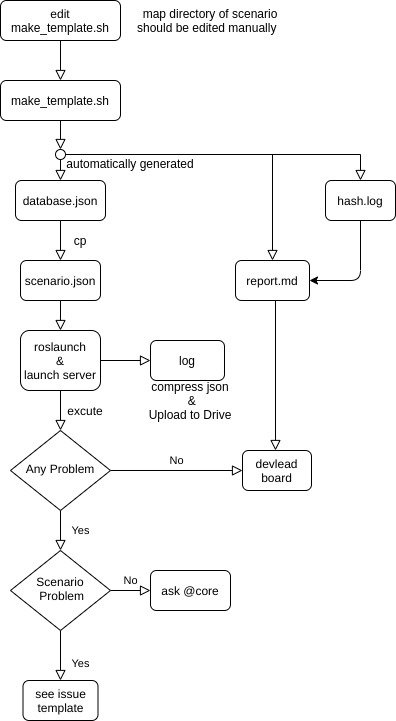 edit
make_template.sh
map directory of scenario
should be edited manually
make_template.sh
automatically generated
database.json
hash.log
cp
scenario.json
report.md
roslaunch
&
launch server
log
compress json
&
Upload to Drive
excute
Any Problem
No
devlead
board
Yes
Scenario
Problem
No
ask @core
Yes
see issue
template